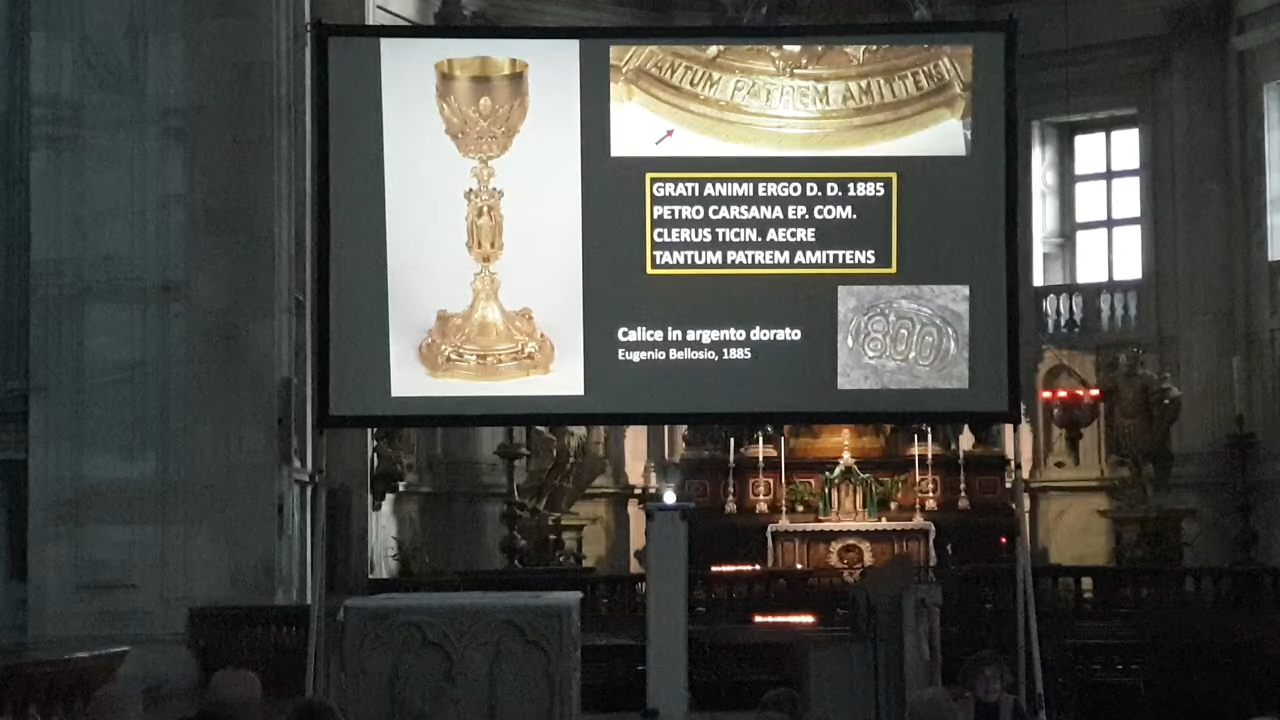 TANTUM PATREM AMITTENS
GRATI ANIMI ERGO D. D. 1885
PETRO CARSANA EP. COM.
CLERUS TICIN. AECRE
TANTUM PATREM AMITTENS
Calice in argento dorato
Eugenio Bellosio, 1885
800